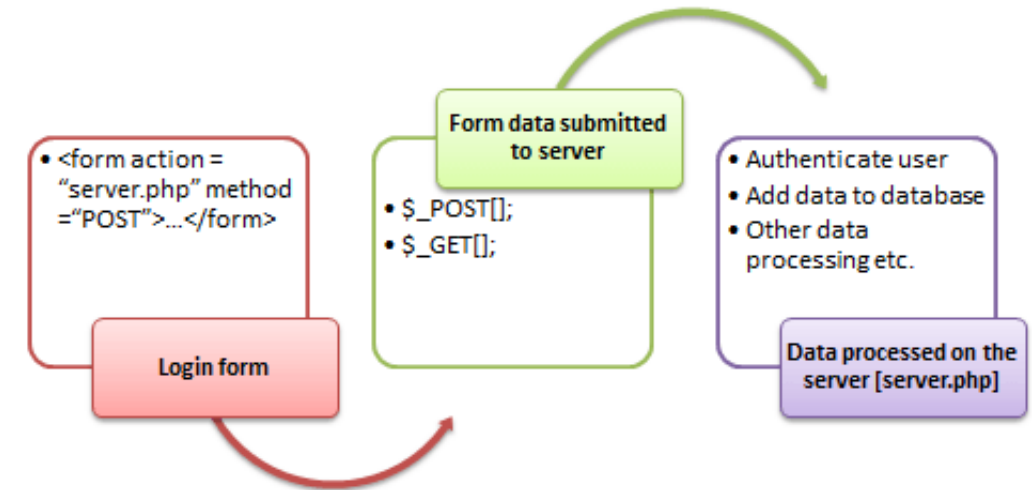 • <form action =
“server.php” method
=“POST”>...</form>
Login form
Form data submitted
to server
• $_POST[];
• $_GET[];
• Authenticate user
• Add data to database
• Other data
processing etc.
Data processed on the
server [server.php]